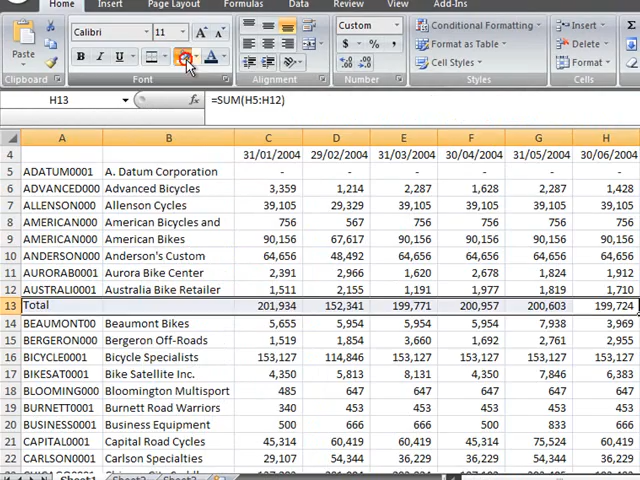 Home Insert Page Layout Formulas Data Review View Add-Ins
Calibri 11 Custom Conditional Formatting Insert
Format as Table Delete
Paste B I U A $ % , Cell Styles Format
Clipboard Font Alignment Number Styles Cells
H13 fx =SUM(H5:H12)
A B C D E F G H
4 31/01/2004 29/02/2004 31/03/2004 30/04/2004 31/05/2004 30/06/2004
5 ADATUM0001 A. Datum Corporation - - - - - -
6 ADVANCED000 Advanced Bicycles 3,359 1,214 2,287 1,628 2,287 1,428
7 ALLENSON000 Allenson Cycles 39,105 29,329 39,105 39,105 39,105 39,105
8 AMERICAN000 American Bicycles and 756 567 756 756 756 756
9 AMERICAN000 American Bikes 90,156 67,617 90,156 90,156 90,156 90,156
10 ANDERSON000 Anderson's Custom 64,656 48,492 64,656 64,656 64,656 64,656
11 AURORAB0001 Aurora Bike Center 2,391 2,966 1,620 2,678 1,824 1,912
12 AUSTRALI0001 Australia Bike Retailer 1,511 2,155 1,191 1,977 1,819 1,710
13 Total 201,934 152,341 199,771 200,957 200,603 199,724
14 BEAUMONT00 Beaumont Bikes 5,655 5,954 5,954 5,954 7,938 3,969
15 BERGERON000 Bergeron Off-Roads 1,519 1,854 3,660 1,692 2,761 2,955
16 BICYCLE0001 Bicycle Specialists 153,127 114,846 153,127 153,127 153,127 153,127
17 BIKESAT0001 Bike Satellite Inc. 4,350 5,813 8,131 4,350 7,846 6,383
18 BLOOMING000 Bloomington Multisport 485 647 647 647 647 647
19 BURNETT0001 Burnett Road Warriors 340 453 453 453 453 453
20 BUSINESS0001 Business Equipment 500 666 666 666 833 666
21 CAPITAL0001 Capital Road Cycles 45,314 60,419 60,419 60,419 75,524 60,419
22 CARLSON0001 Carlson Specialties 29,107 54,344 36,229 36,229 36,229 36,229
Sheet1 Sheet2 Sheet3